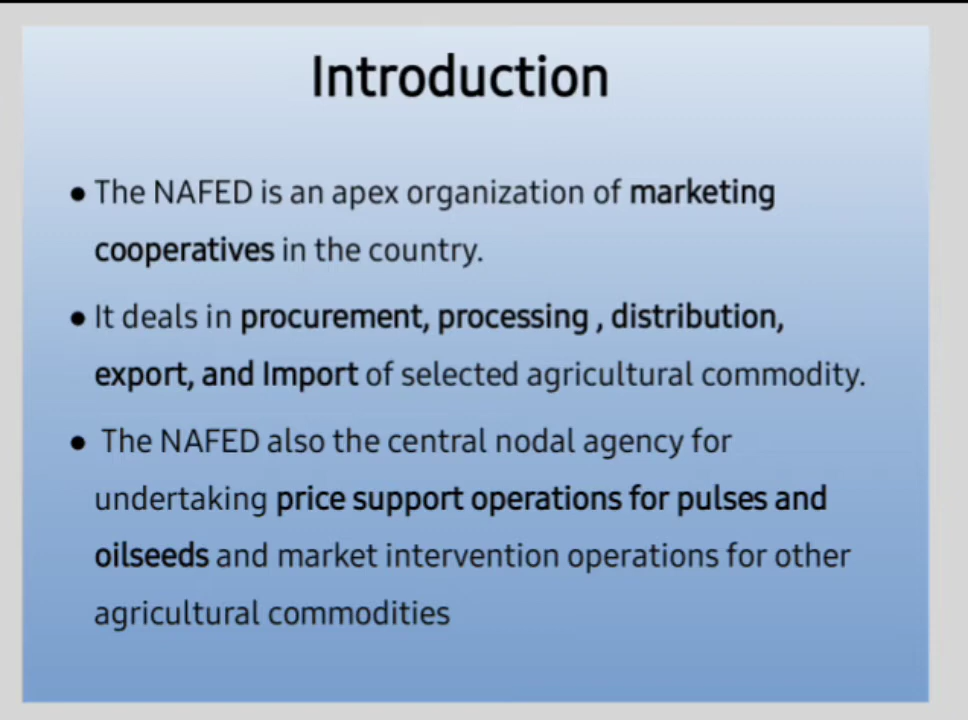 Introduction
● The NAFED is an apex organization of marketing
cooperatives in the country.
● It deals in procurement, processing , distribution,
export, and Import of selected agricultural commodity.
● The NAFED also the central nodal agency for
undertaking price support operations for pulses and
oilseeds and market intervention operations for other
agricultural commodities